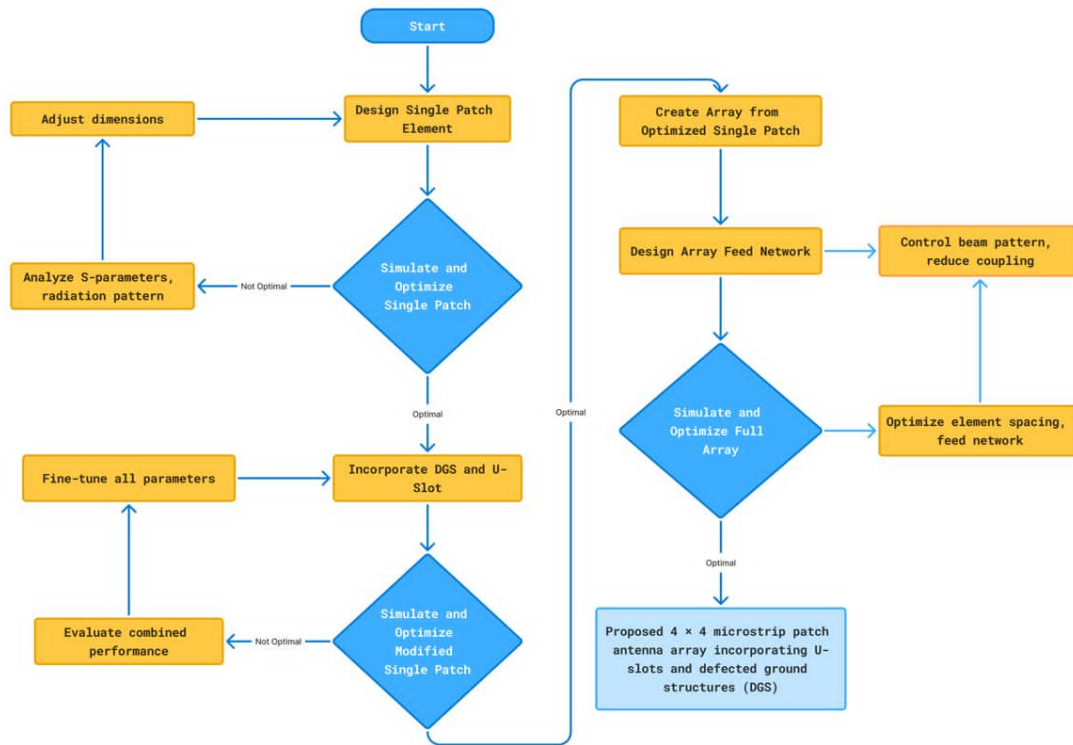 Start
Adjust dimensions
Design Single Patch
Element
Analyze S-parameters,
radiation pattern
Not Optimal
Simulate and
Optimize
Single Patch
Optimal
Fine-tune all parameters
Incorporate DGS and U-
Slot
Evaluate combined
performance
Not Optimal
Simulate and
Optimize
Modified
Single Patch
Optimal
Create Array from
Optimized Single Patch
Design Array Feed Network
Control beam pattern,
reduce coupling
Simulate and
Optimize Full
Array
Optimize element spacing,
feed network
Optimal
Proposed 4 × 4 microstrip patch
antenna array incorporating U-
slots and defected ground
structures (DGS)